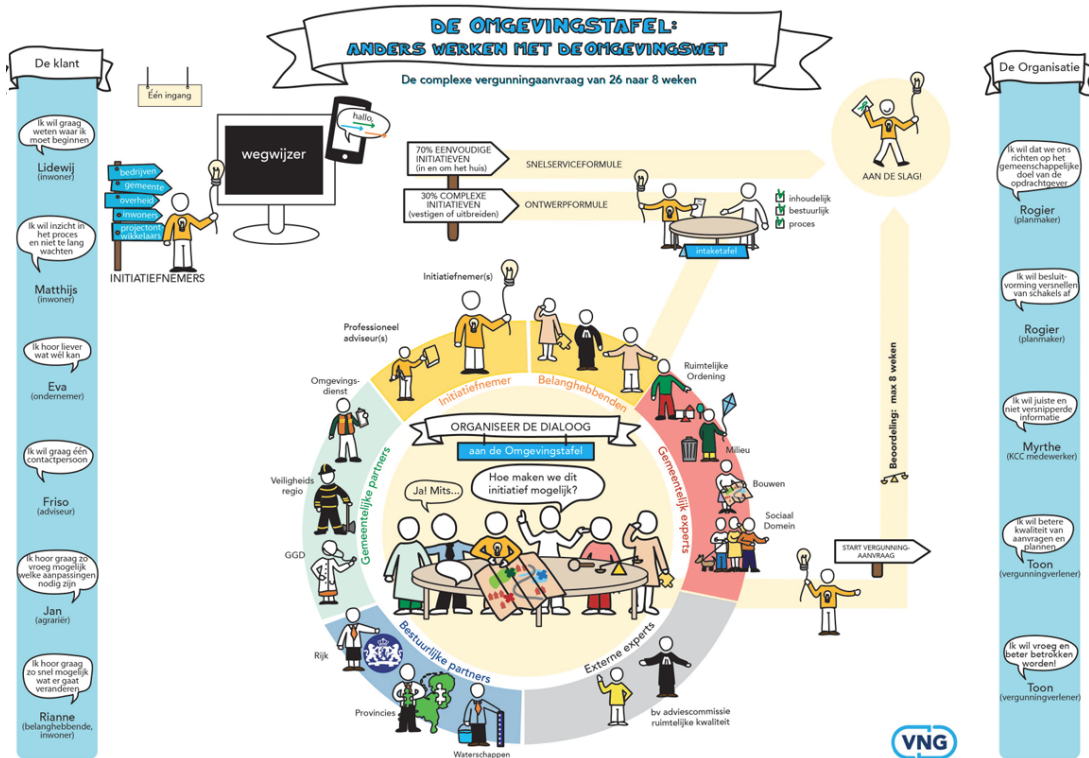 DE OMGEVINGSTAFEL:
ANDERS WERKEN MET DE OMGEVINGSWET
De complexe vergunningaanvraag van 26 naar 8 weken
De klant
Ik wil graag
weten waar ik
moet beginnen
Lidewij
(inwoner)
Ik wil inzicht in
het proces
en niet te lang
wachten
Matthijs
(inwoner)
Ik hoor liever
wat wél kan
Eva
(ondernemer)
Ik wil graag één
contactpersoon
Friso
(adviseur)
Ik hoor graag zo
vroeg mogelijk
welke aanpassingen
nodig zijn
Jan
(agrariër)
Ik hoor graag
zo snel mogelijk
wat er gaat
veranderen
Rianne
(belanghebbende,
inwoner)
Één ingang
bedrijven
gemeente
overheid
inwoner
projectont-
wikkelaars
INITIATIEFNEMERS
wegwijzer
hallo,
70% EENVOUDIGE
INITIATIEVEN
(in en om het huis)
SNELSERVICEFORMULE
30% COMPLEXE
INITIATIEVEN
(vestigen of uitbreiden)
ONTWERPFORMULE
inhoudelijk
bestuurlijk
proces
intaketafel
AAN DE SLAG!
Initiatiefnemer(s)
Professioneel
adviseur(s)
Omgevings-
dienst
Veiligheids
regio
GGD
Rijk
Provincies
Waterschappen
Initiatiefnemer
Belanghebbenden
Gemeentelijke partners
Gemeentelijk experts
Bestuurlijke partners
Externe experts
Ruimtelijke
Ordening
Milieu
Bouwen
Sociaal
Domein
bv adviescommissie
ruimtelijke kwaliteit
ORGANISEER DE DIALOOG
aan de Omgevingstafel
Ja! Mits...
Hoe maken we dit
initiatief mogelijk?
START VERGUNNING-
AANVRAAG
Beoordeling: max 8 weken
De Organisatie
Ik wil dat we ons
richten op het
gemeenschappelijke
doel van de
opdrachtgever
Rogier
(planmaker)
Ik wil besluit-
vorming versnellen
van schakels af
Rogier
(planmaker)
Ik wil juiste en
niet versnipperde
informatie
Myrthe
(KCC medewerker)
Ik wil betere
kwaliteit van
aanvragen en
plannen
Toon
(vergunningverlener)
Ik wil vroeg en
beter betrokken
worden!
Toon
(vergunningverlener)
VNG